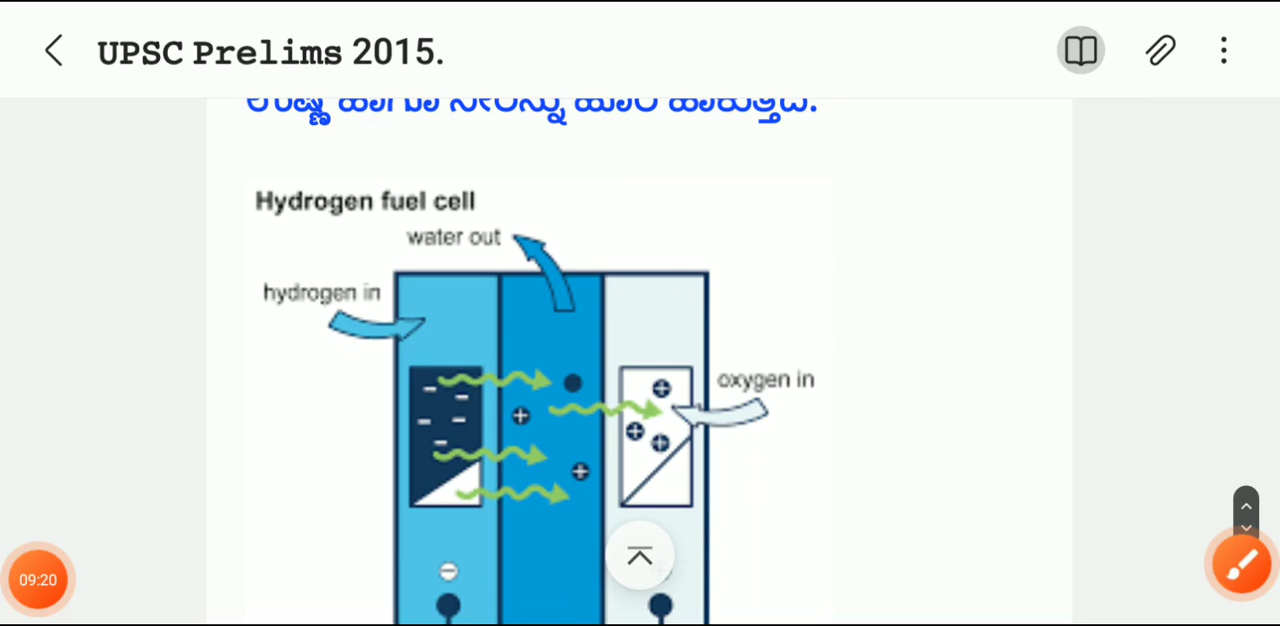 UPSC Prelims 2015.
Hydrogen fuel cell
water out
hydrogen in
oxygen in
09:20